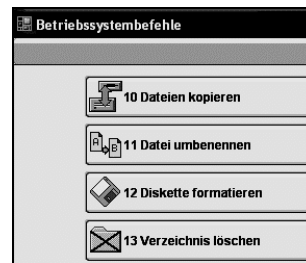 Betriebssystembefehle
10 Dateien kopieren
A B 11 Datei umbenennen
12 Diskette formatieren
13 Verzeichnis löschen